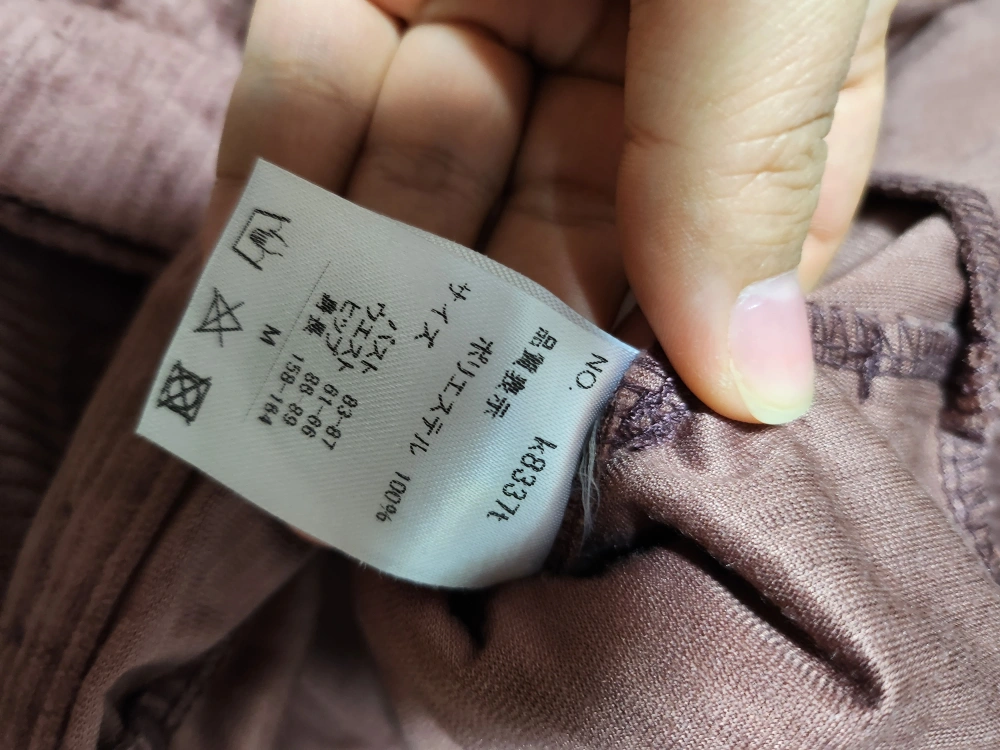 NO. k8337t
品質表示
ポリエステル 100%
サイズ
バスト 83-87
ウエスト 61-66
ヒップ 88-89
身長 158-164
M